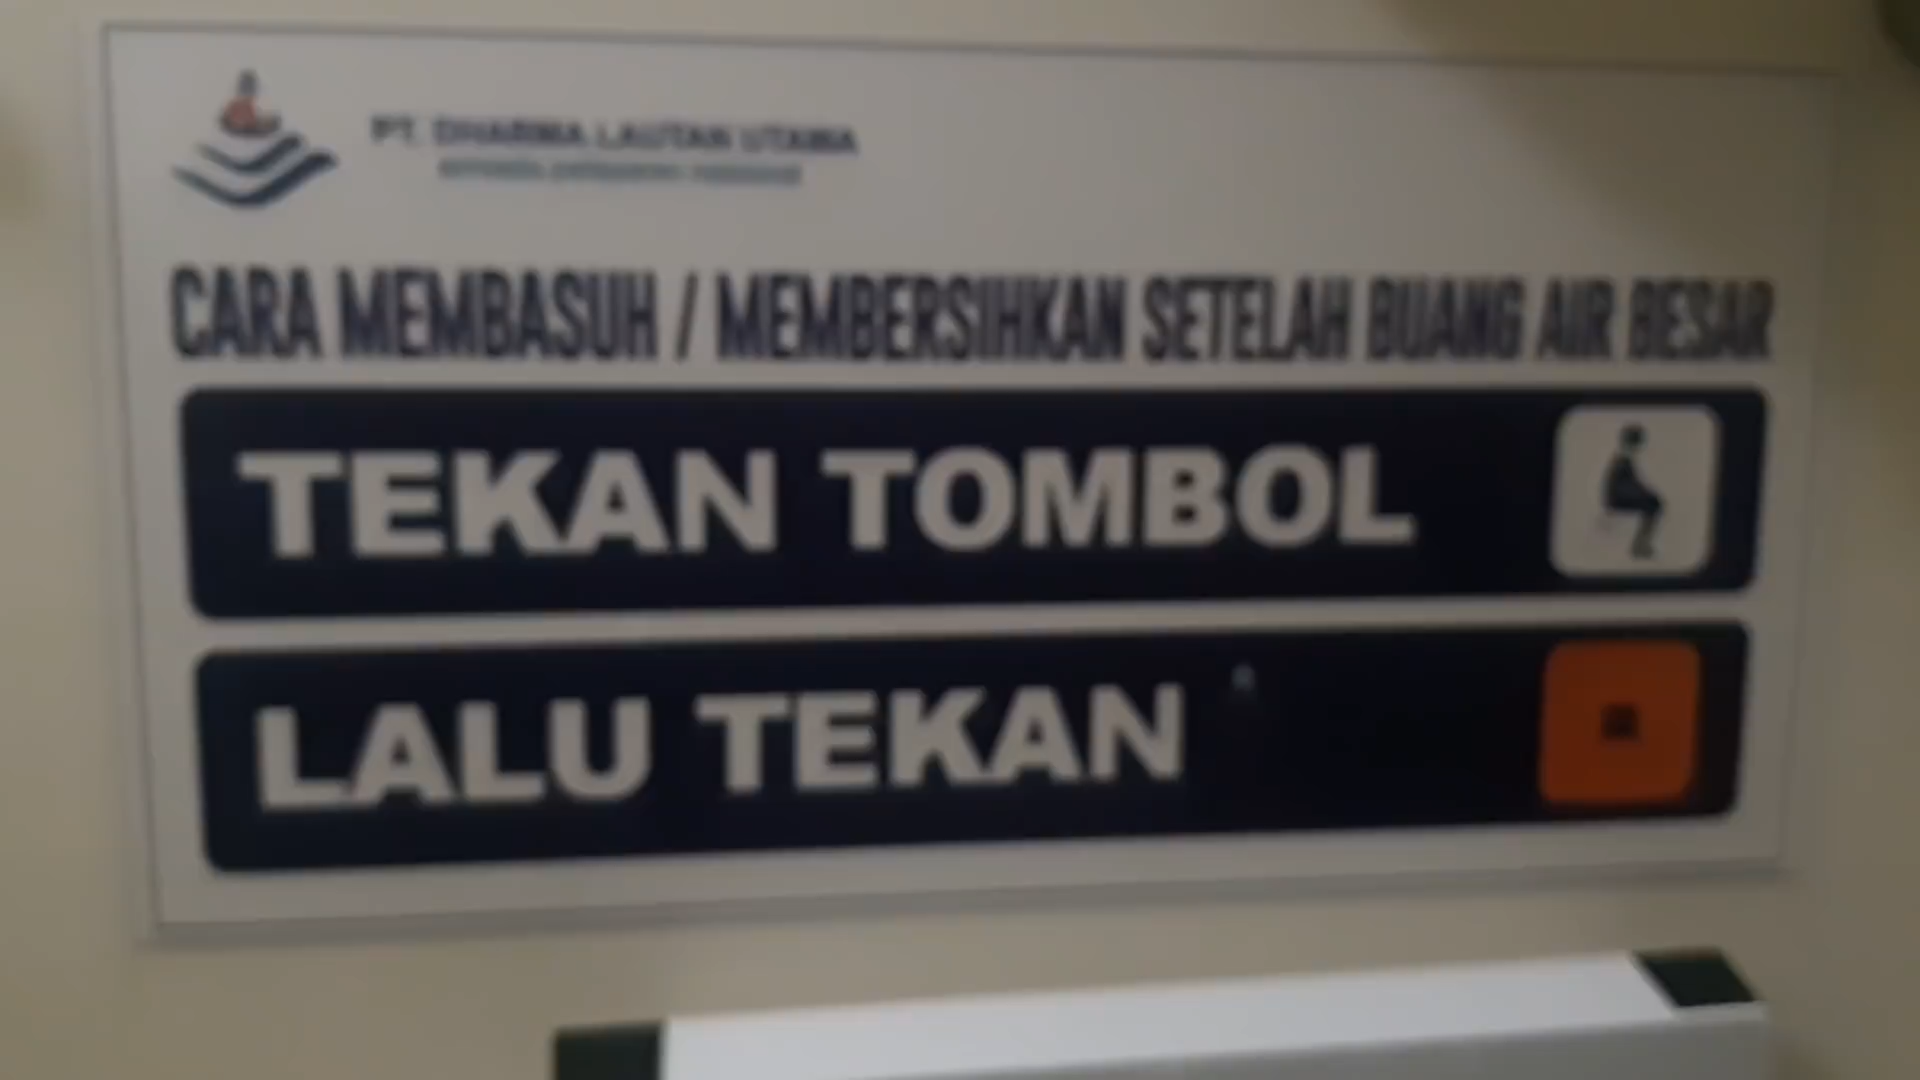 PT. DHARMA LAUTAN UTAMA
CARA MEMBASUH / MEMBERSIHKAN SETELAH BUANG AIR BESAR
TEKAN TOMBOL
LALU TEKAN